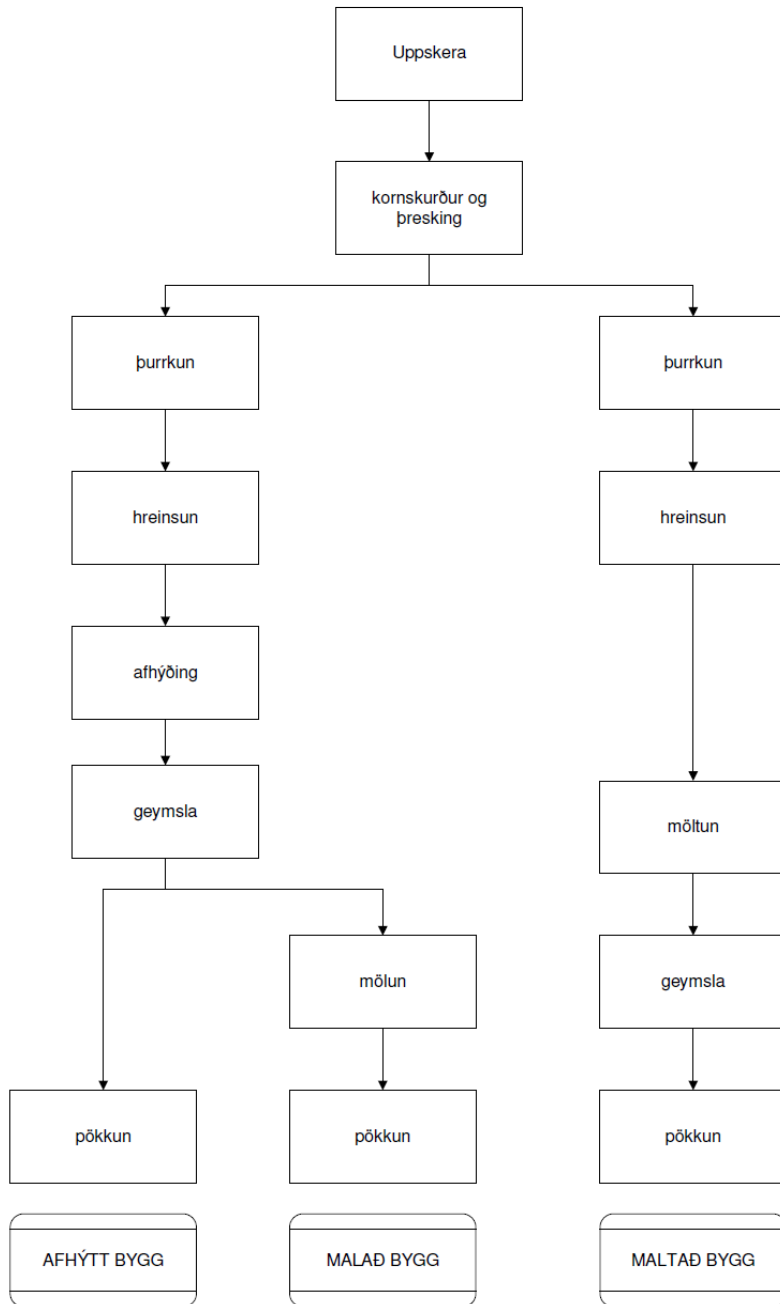 Uppskera
kornskurður og
þresking
þurrkun
þurrkun
hreinsun
hreinsun
afhýðing
geymsla
möltun
mölun
geymsla
pökkun
pökkun
pökkun
AFHÝTT BYGG
MALAÐ BYGG
MALTAÐ BYGG